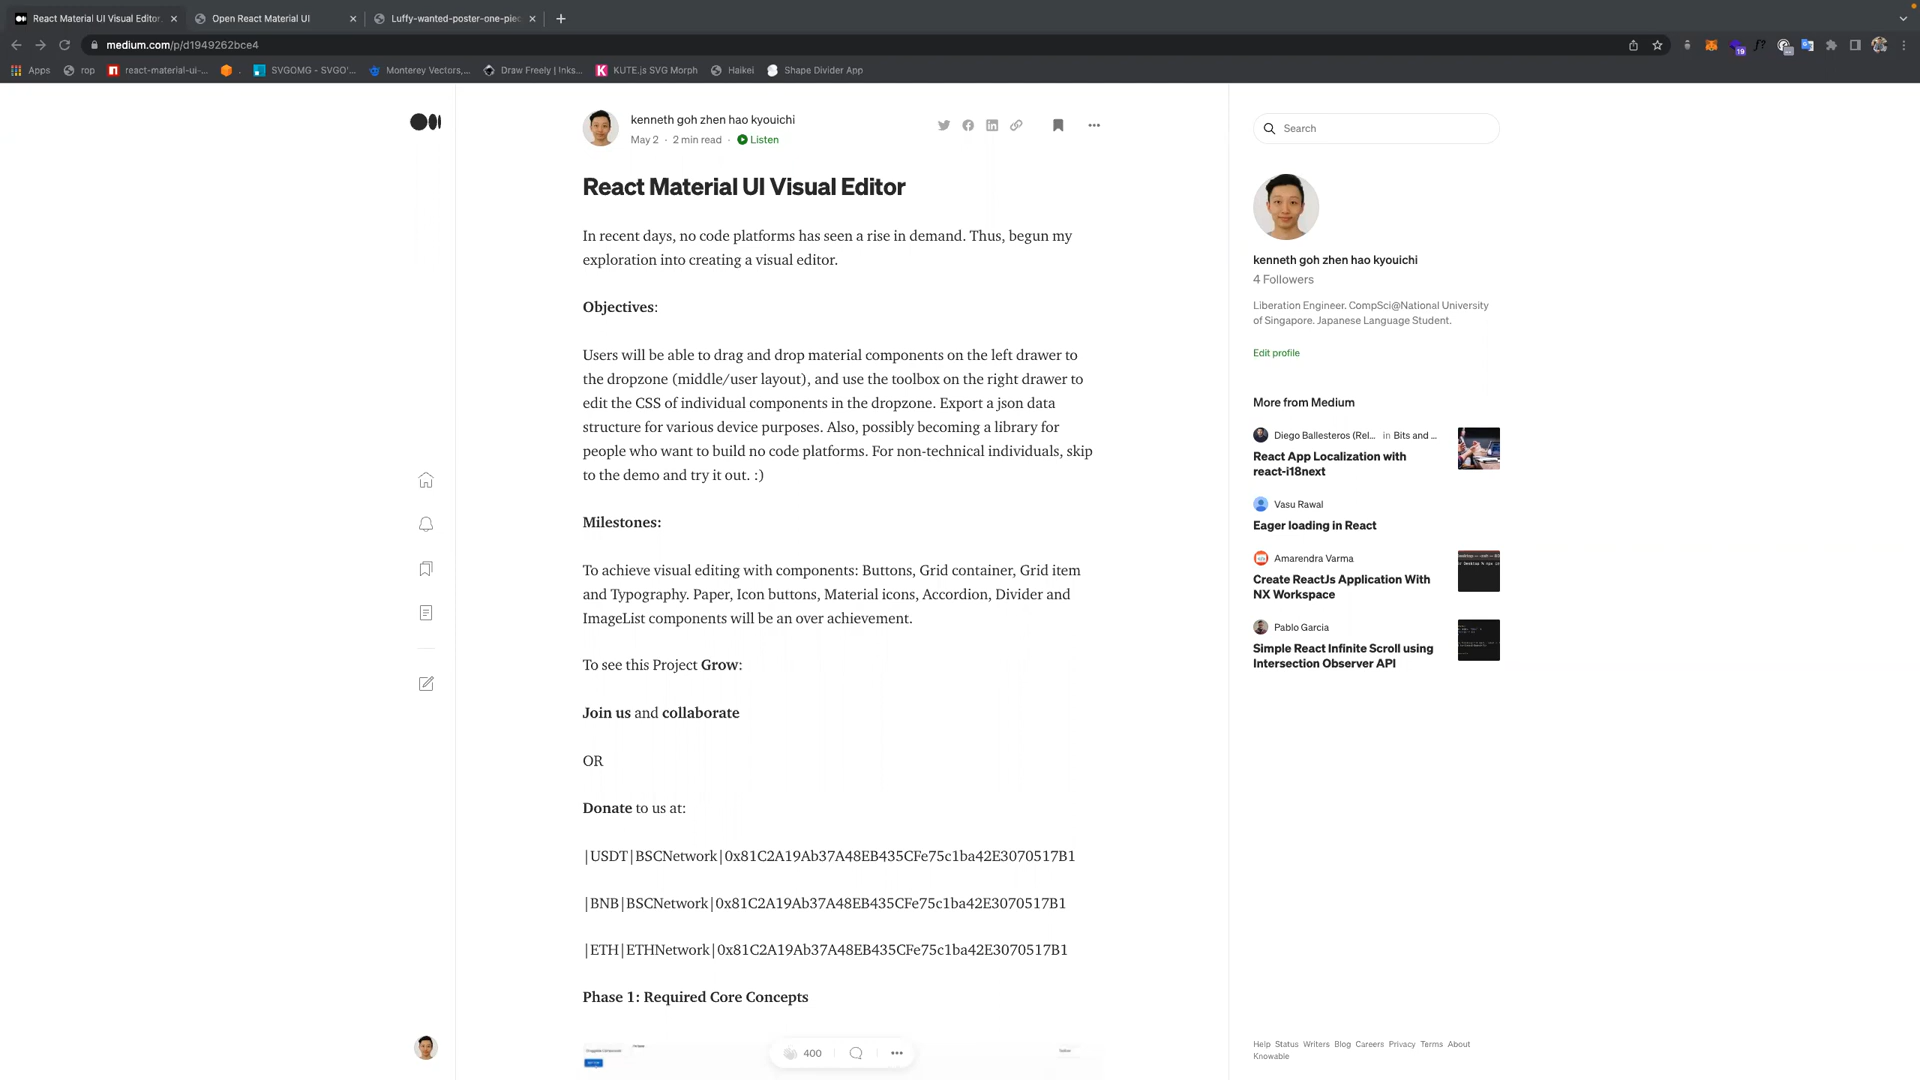 React Material UI Visual Editor
Open React Material UI
Luffy-wanted-poster-one-piec
medium.com/p/d1949262bce4
19
Apps
rop
react-material-ui-...
.
SVGOMG - SVGO'...
Monterey Vectors,...
Draw Freely | Inks...
KUTE.js SVG Morph
Haikei
Shape Divider App
kenneth goh zhen hao kyouichi
May 2 · 2 min read · Listen
React Material UI Visual Editor
In recent days, no code platforms has seen a rise in demand. Thus, begun my
exploration into creating a visual editor.
Objectives:
Users will be able to drag and drop material components on the left drawer to
the dropzone (middle/user layout), and use the toolbox on the right drawer to
edit the CSS of individual components in the dropzone. Export a json data
structure for various device purposes. Also, possibly becoming a library for
people who want to build no code platforms. For non-technical individuals, skip
to the demo and try it out. :)
Milestones:
To achieve visual editing with components: Buttons, Grid container, Grid item
and Typography. Paper, Icon buttons, Material icons, Accordion, Divider and
ImageList components will be an over achievement.
To see this Project Grow:
Join us and collaborate
OR
Donate to us at:
|USDT|BSCNetwork|0x81C2A19Ab37A48EB435CFe75c1ba42E3070517B1
|BNB|BSCNetwork|0x81C2A19Ab37A48EB435CFe75c1ba42E3070517B1
|ETH|ETHNetwork|0x81C2A19Ab37A48EB435CFe75c1ba42E3070517B1
Phase 1: Required Core Concepts
400
Search
kenneth goh zhen hao kyouichi
4 Followers
Liberation Engineer. CompSci@National University
of Singapore. Japanese Language Student.
Edit profile
More from Medium
Diego Ballesteros (Rel... in Bits and ...
React App Localization with
react-i18next
Vasu Rawal
Eager loading in React
Amarendra Varma
Create ReactJs Application With
NX Workspace
Pablo Garcia
Simple React Infinite Scroll using
Intersection Observer API
Help Status Writers Blog Careers Privacy Terms About
Knowable